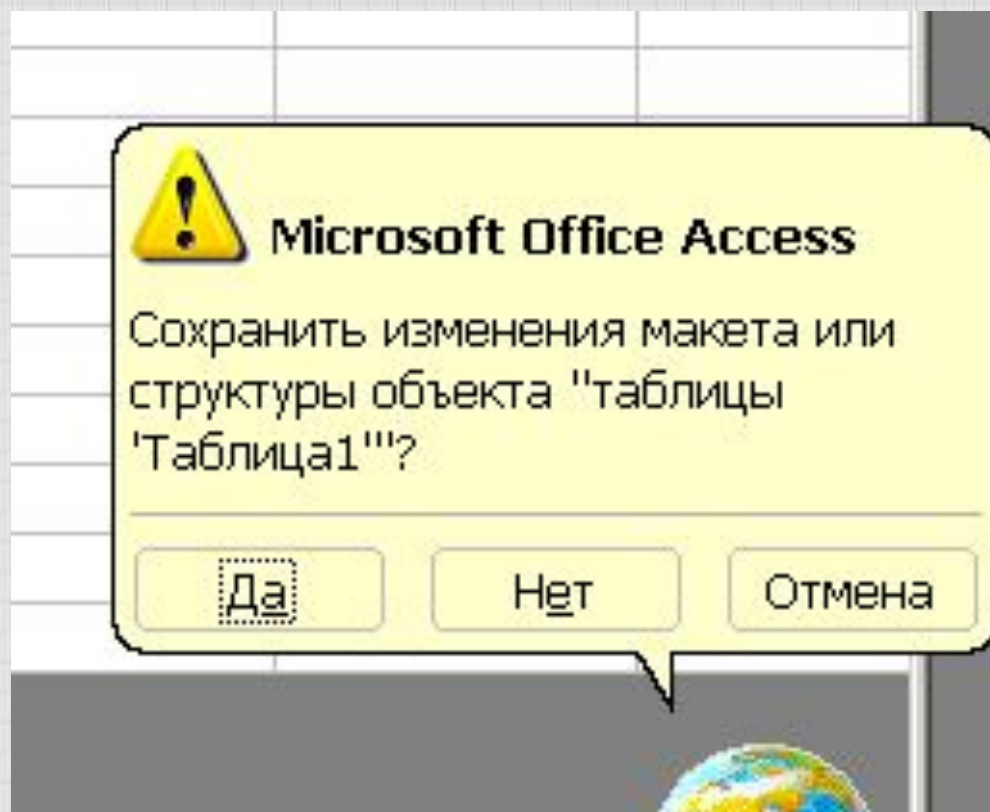 Microsoft Office Access
Сохранить изменения макета или
структуры объекта "таблицы
'Таблица1'"?
Да
Нет
Отмена